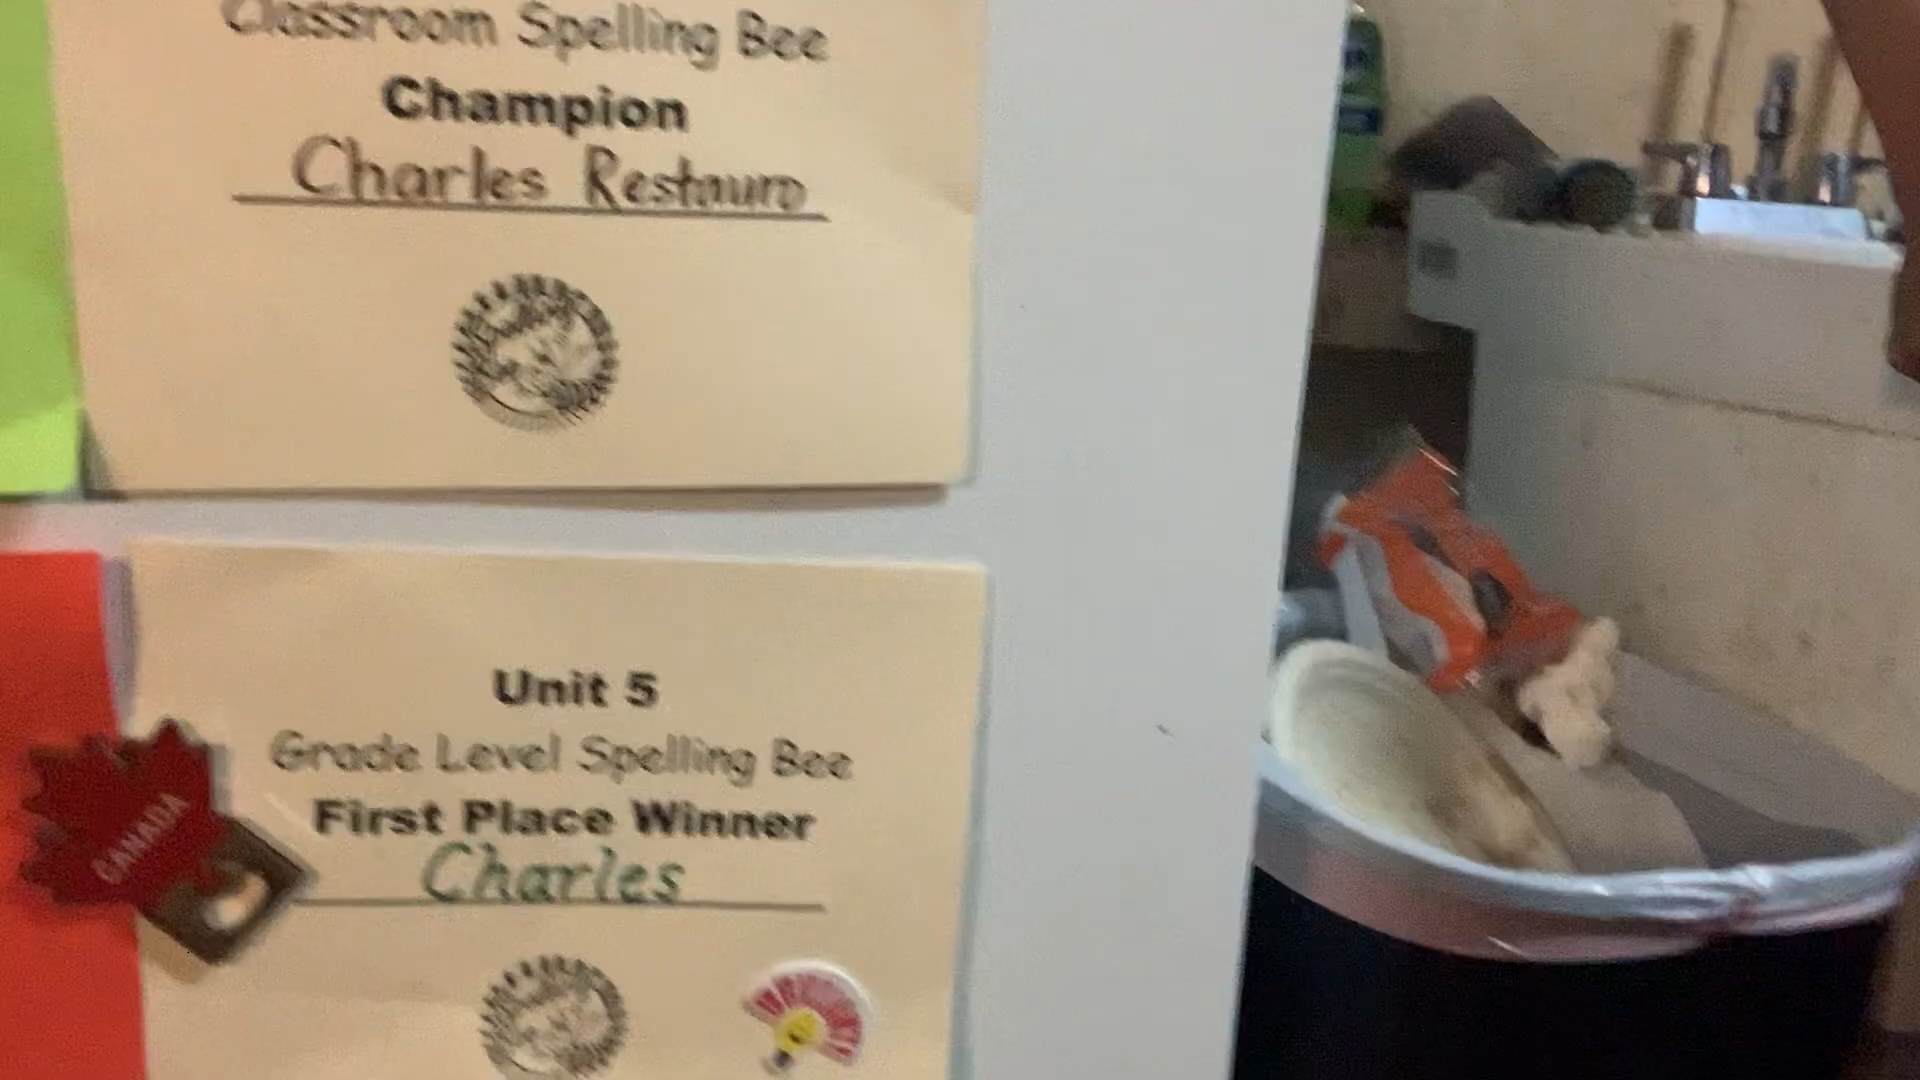 Classroom Spelling Bee
Champion
Charles Restauro
Unit 5
Grade Level Spelling Bee
First Place Winner
Charles
CANADA